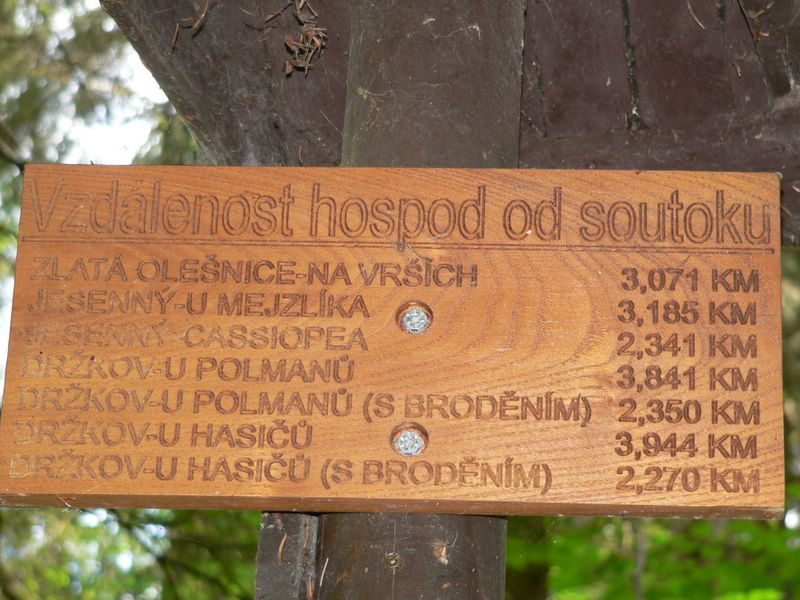 Vzdálenost hospod od soutoku
ZLATÁ OLEŠNICE-NA VRŠÍCH 3,071 KM
JESENNÝ-U MEJZLÍKA 3,185 KM
JESENNÝ-CASSIOPEA 2,341 KM
DRŽKOV-U POLMANŮ 3,841 KM
DRŽKOV-U POLMANŮ (S BRODĚNÍM) 2,350 KM
DRŽKOV-U HASIČŮ 3,944 KM
DRŽKOV-U HASIČŮ (S BRODĚNÍM) 2,270 KM